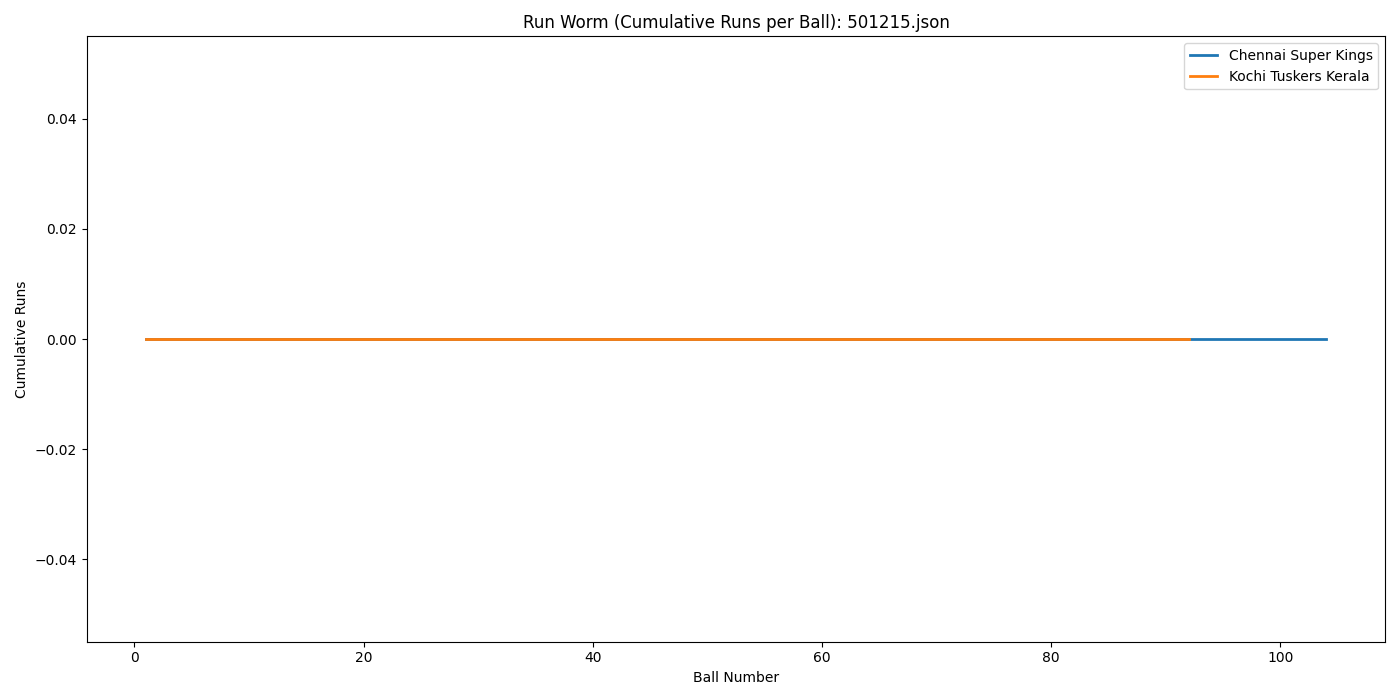 Run Worm (Cumulative Runs per Ball): 501215.json
Chennai Super Kings
Kochi Tuskers Kerala
Cumulative Runs
0.04
0.02
0.00
−0.02
−0.04
0 20 40 60 80 100
Ball Number